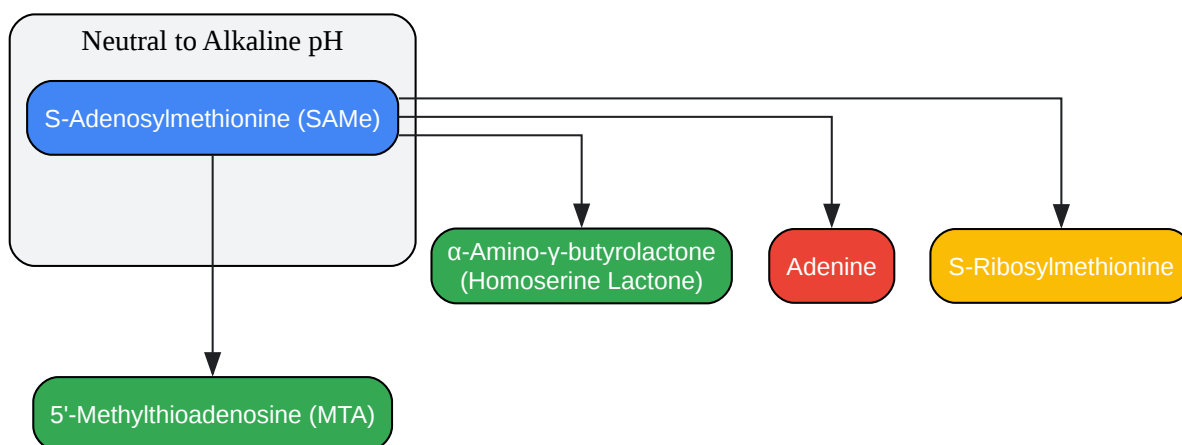 Neutral to Alkaline pH
S-Adenosylmethionine (SAMe)
α-Amino-γ-butyrolactone
(Homoserine Lactone)
Adenine
S-Ribosylmethionine
5'-Methylthioadenosine (MTA)